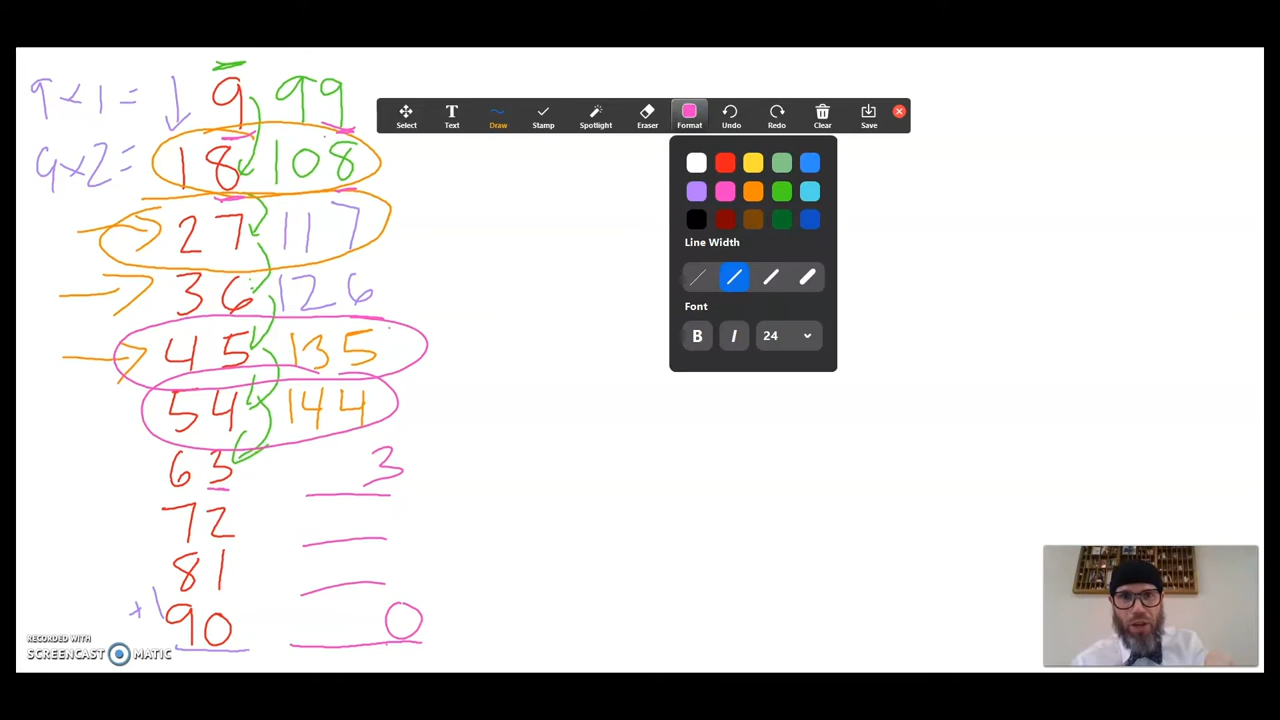 9 x 1 = 9 99
Select Text Draw Stamp Spotlight Eraser Format Undo Redo Clear Save
9 x 2 = 18 108
27 117
Line Width
36 126
Font
B I 24
45 135
54 144
63 3
72
81
+1 90 0
RECORDED WITH
SCREENCAST MATIC